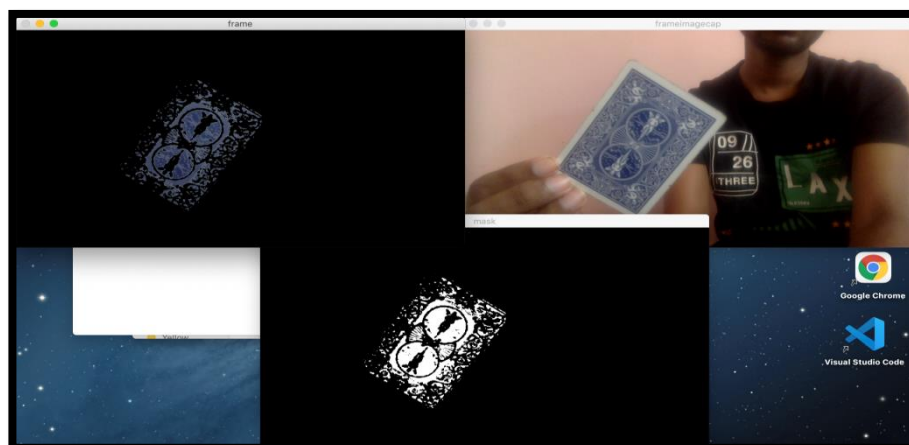 frame
frameimagecap
09 //
26
THREE
LAX
mask
Yellow
Google Chrome
Visual Studio Code